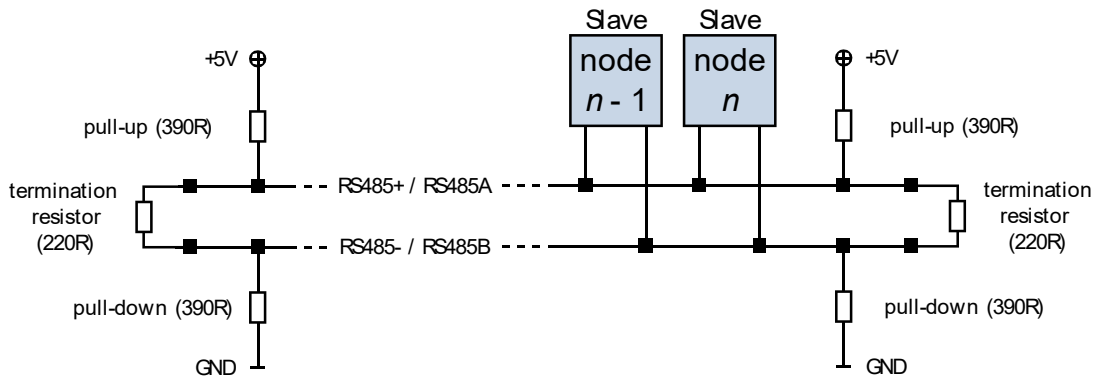 Slave
Slave
+5V
node
n - 1
node
n
+5V
pull-up (390R)
pull-up (390R)
RS485+ / RS485A
termination
resistor
(220R)
termination
resistor
(220R)
RS485- / RS485B
pull-down (390R)
pull-down (390R)
GND
GND